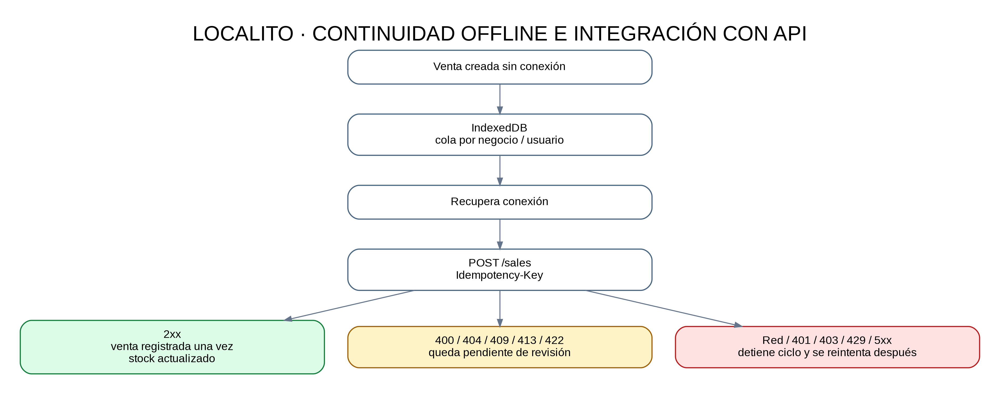 LOCALITO · CONTINUIDAD OFFLINE E INTEGRACIÓN CON API
Venta creada sin conexión
IndexedDB
cola por negocio / usuario
Recupera conexión
POST /sales
Idempotency-Key
2xx
venta registrada una vez
stock actualizado
400 / 404 / 409 / 413 / 422
queda pendiente de revisión
Red / 401 / 403 / 429 / 5xx
detiene ciclo y se reintenta después